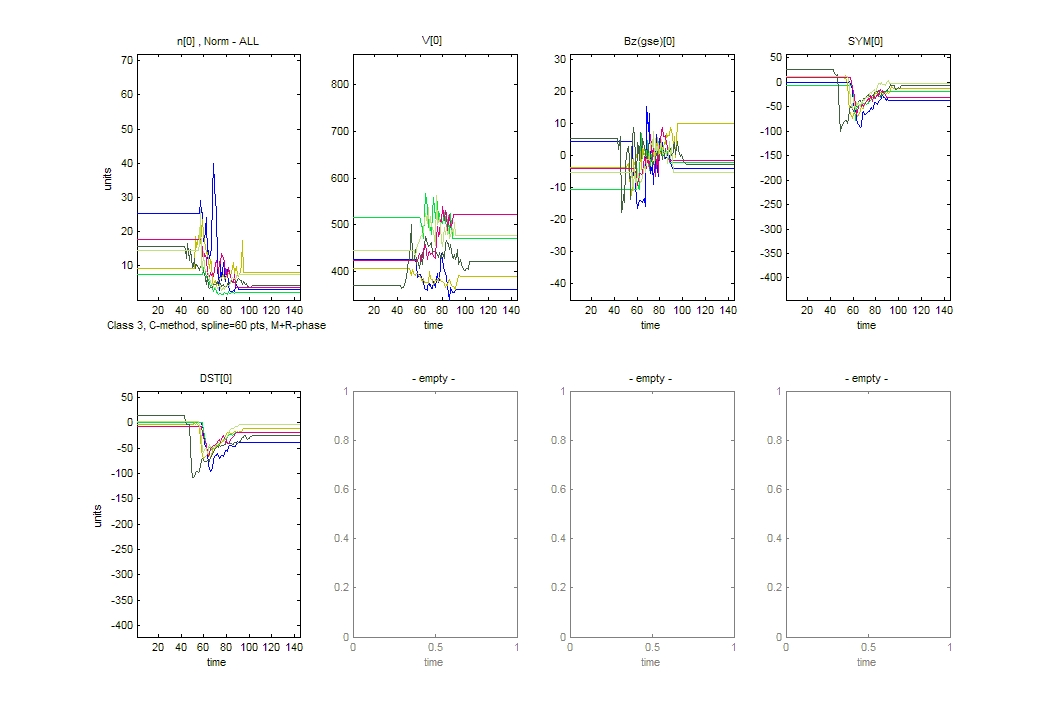 n[0] , Norm - ALL
V[0]
Bz(gse)[0]
SYM[0]
70
60
50
40
30
20
10
units
800
700
600
500
400
30
20
10
0
-10
-20
-30
-40
50
0
-50
-100
-150
-200
-250
-300
-350
-400
20 40 60 80 100 120 140
20 40 60 80 100 120 140
20 40 60 80 100 120 140
20 40 60 80 100 120 140
Class 3, C-method, spline=60 pts, M+R-phase
time
time
time
DST[0]
- empty -
- empty -
- empty -
50
0
-50
-100
-150
-200
-250
-300
-350
-400
units
1
0.8
0.6
0.4
0.2
0
1
0.8
0.6
0.4
0.2
0
1
0.8
0.6
0.4
0.2
0
20 40 60 80 100 120 140
0 0.5 1
0 0.5 1
0 0.5 1
time
time
time
time